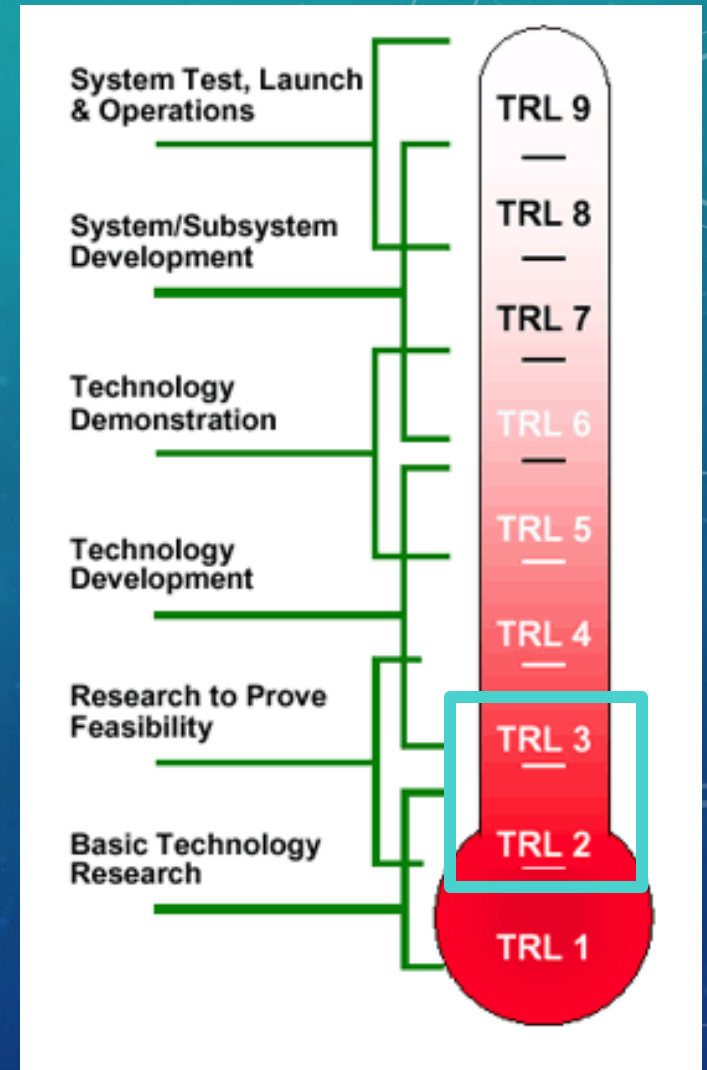 System Test, Launch
& Operations
System/Subsystem
Development
Technology
Demonstration
Technology
Development
Research to Prove
Feasibility
Basic Technology
Research
TRL 9
TRL 8
TRL 7
TRL 6
TRL 5
TRL 4
TRL 3
TRL 2
TRL 1